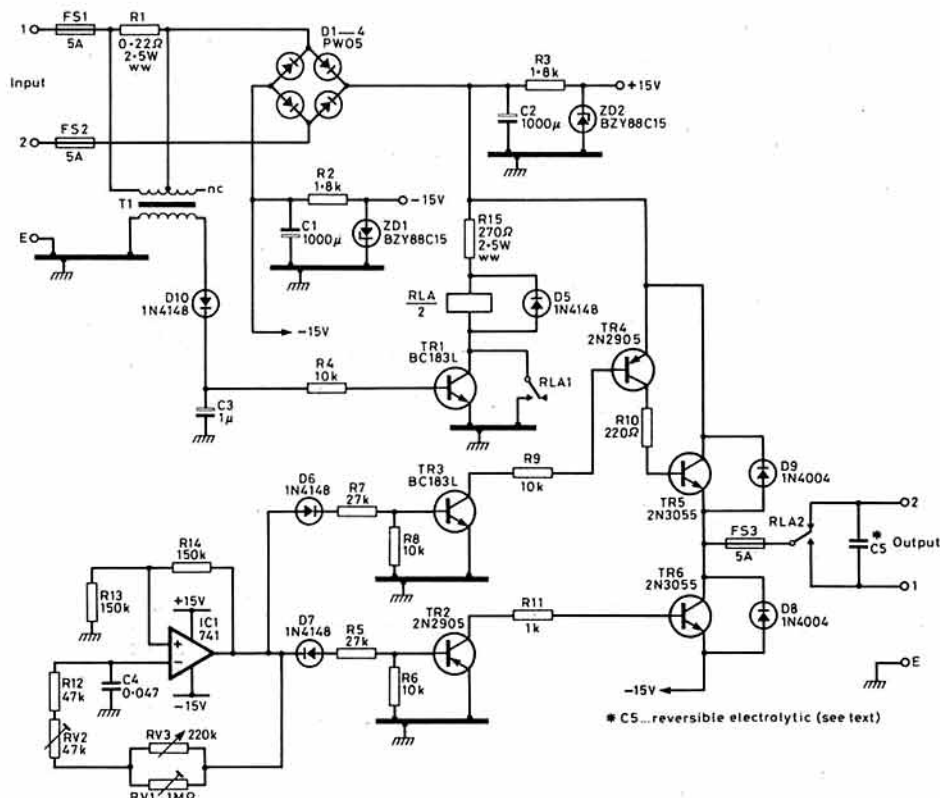 FS1
5A
R1
0·22Ω
2·5W
ww
D1—4
PW05
1
Input
2
FS2
5A
T1
nc
E
R3
1·8k
+15V
C2
1000μ
ZD2
BZY88C15
R2
1·8k
-15V
C1
1000μ
ZD1
BZY88C15
-15V
R15
270Ω
2·5W
ww
RLA
2
D5
1N4148
D10
1N4148
R4
10k
C3
1μ
TR1
BC183L
RLA1
TR4
2N2905
R10
220Ω
R9
10k
TR3
BC183L
D6
1N4148
R7
27k
R8
10k
TR5
2N3055
D9
1N4004
FS3
5A
RLA2
2
*
C5
Output
1
TR6
2N3055
D8
1N4004
R14
150k
R13
150k
+15V
IC1
741
+
−
-15V
D7
1N4148
R5
27k
R6
10k
TR2
2N2905
R11
1k
-15V
E
R12
47k
C4
0·047
RV2
47k
RV3
220k
RV1
1MΩ
* C5...reversible electrolytic (see text)